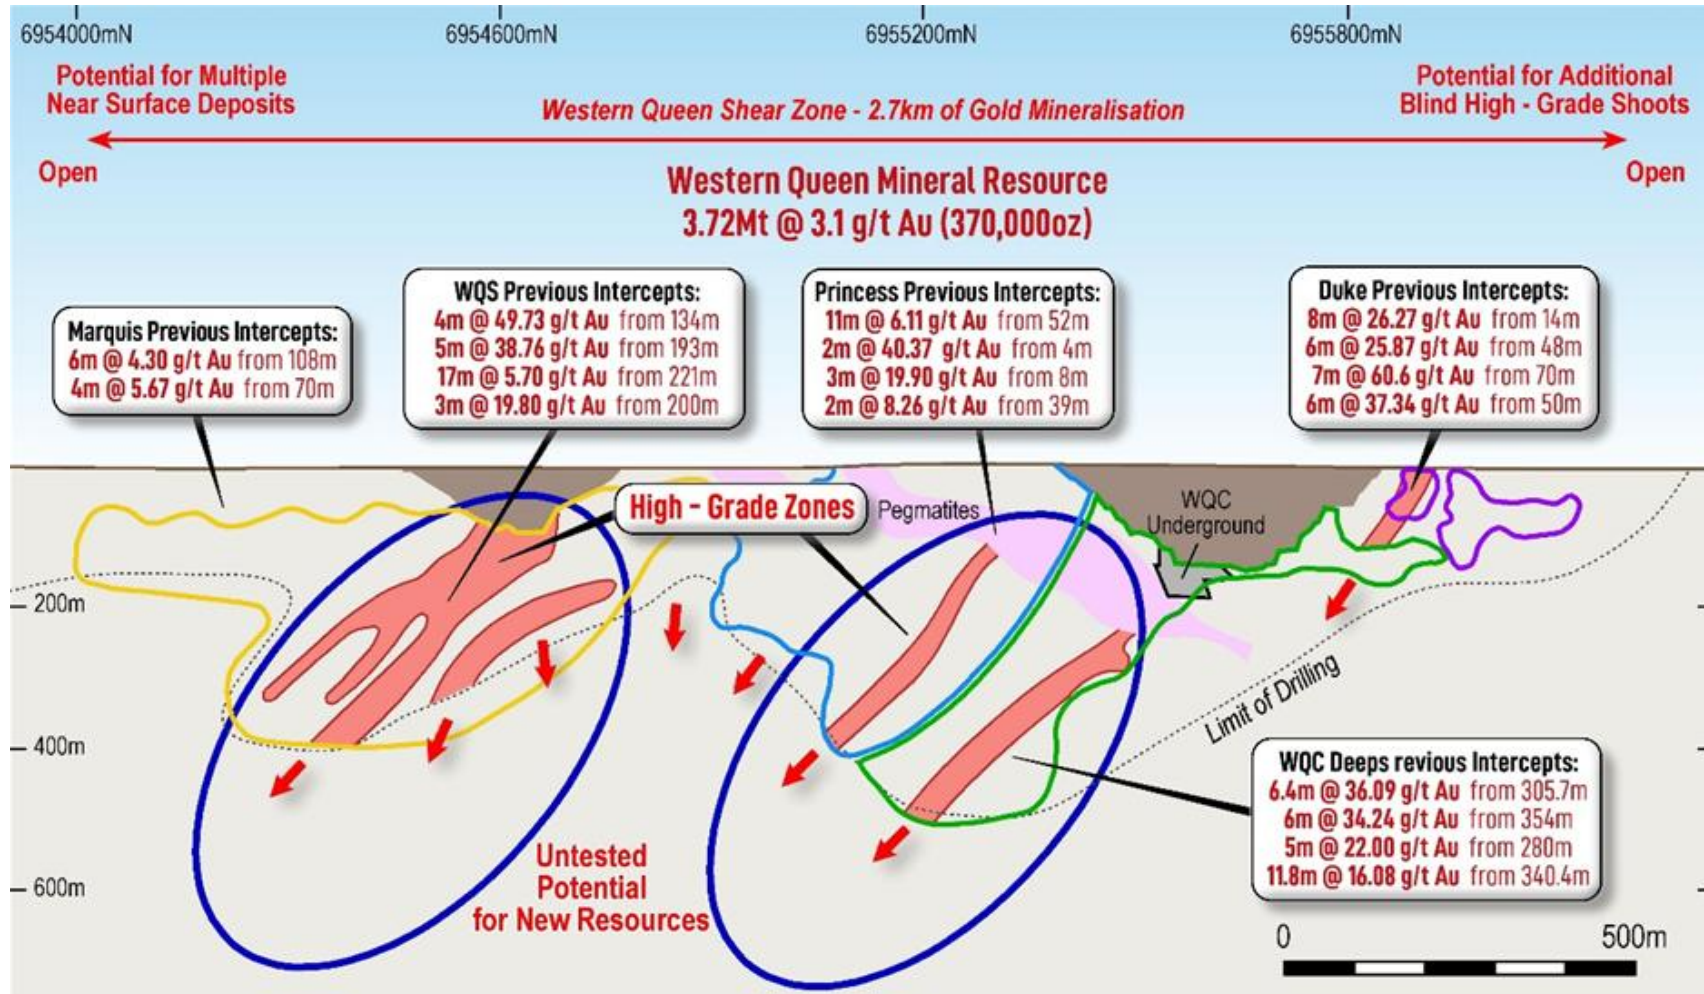 6954000mN
6954600mN
6955200mN
6955800mN
Potential for Multiple
Near Surface Deposits
Western Queen Shear Zone - 2.7km of Gold Mineralisation
Potential for Additional
Blind High - Grade Shoots
Open
Open
Western Queen Mineral Resource
3.72Mt @ 3.1 g/t Au (370,000oz)
Marquis Previous Intercepts:
6m @ 4.30 g/t Au from 108m
4m @ 5.67 g/t Au from 70m
WQS Previous Intercepts:
4m @ 49.73 g/t Au from 134m
5m @ 38.76 g/t Au from 193m
17m @ 5.70 g/t Au from 221m
3m @ 19.80 g/t Au from 200m
Princess Previous Intercepts:
11m @ 6.11 g/t Au from 52m
2m @ 40.37 g/t Au from 4m
3m @ 19.90 g/t Au from 8m
2m @ 8.26 g/t Au from 39m
Duke Previous Intercepts:
8m @ 26.27 g/t Au from 14m
6m @ 25.87 g/t Au from 48m
7m @ 60.6 g/t Au from 70m
6m @ 37.34 g/t Au from 50m
High - Grade Zones
Pegmatites
WQC
Underground
200m
400m
600m
Limit of Drilling
WQC Deeps revious Intercepts:
6.4m @ 36.09 g/t Au from 305.7m
6m @ 34.24 g/t Au from 354m
5m @ 22.00 g/t Au from 280m
11.8m @ 16.08 g/t Au from 340.4m
Untested
Potential
for New Resources
0
500m